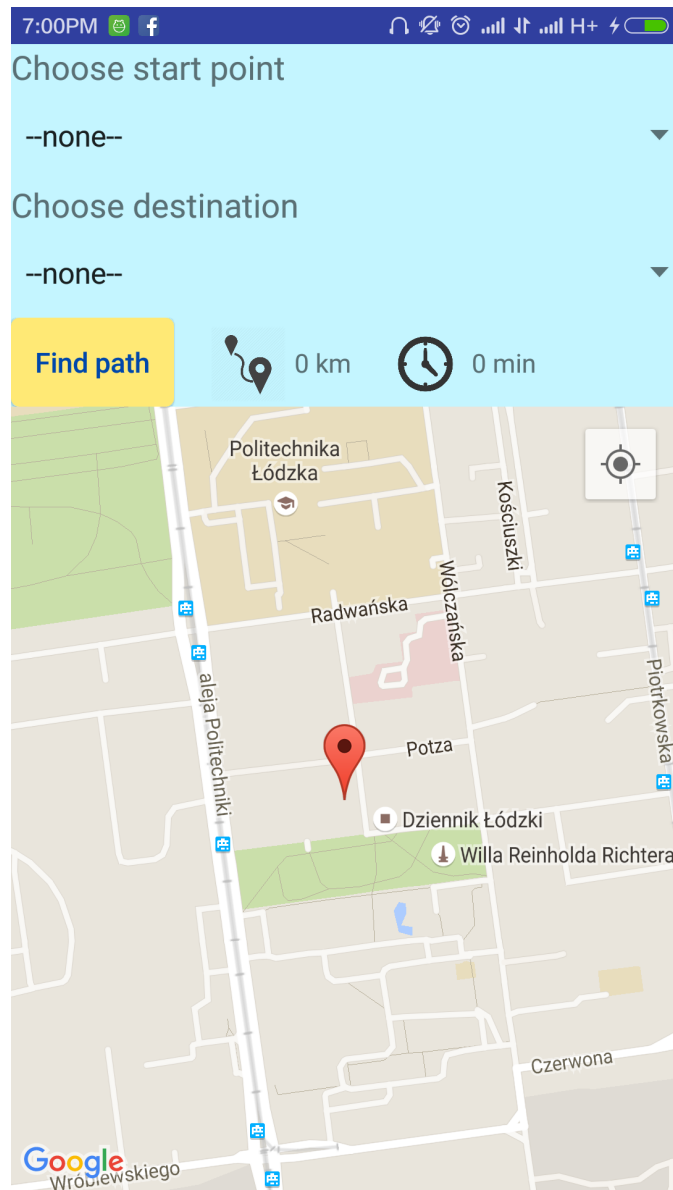 7:00PM H+
Choose start point
--none--
Choose destination
--none--
Find path 0 km 0 min
Politechnika
Łódzka
Kościuszki
Wólczańska
Radwańska
Piotrkowska
aleja Politechniki
Potza
Dziennik Łódzki
Willa Reinholda Richtera
Czerwona
Google
Wróblewskiego